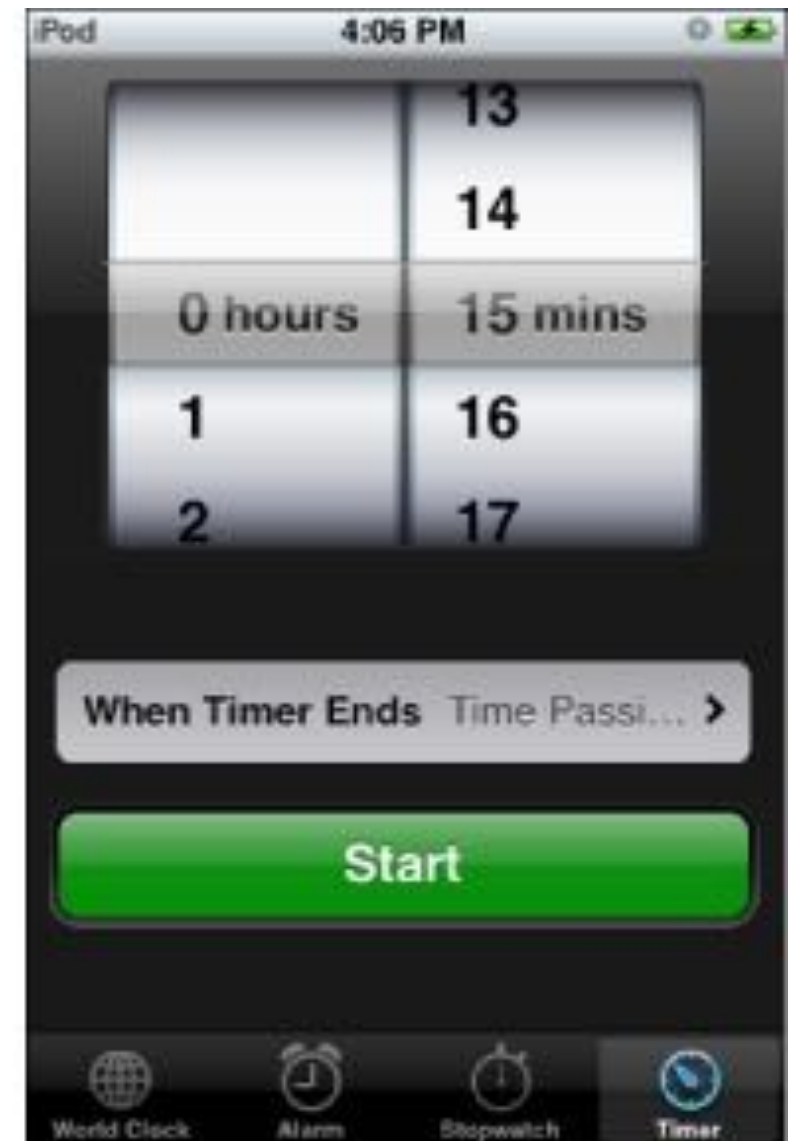 iPod 4:06 PM
13
14
0 hours 15 mins
1 16
2 17
When Timer Ends Time Passi... >
Start
World Clock Alarm Stopwatch Timer